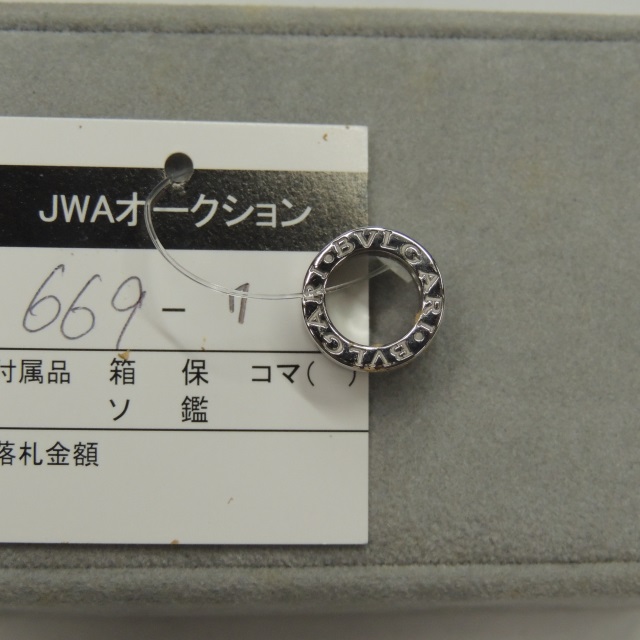 JWAオークション
669-7
付属品 箱 保 コマ( )
ソ 鑑
落札金額
BVLGARI・BVLGARI